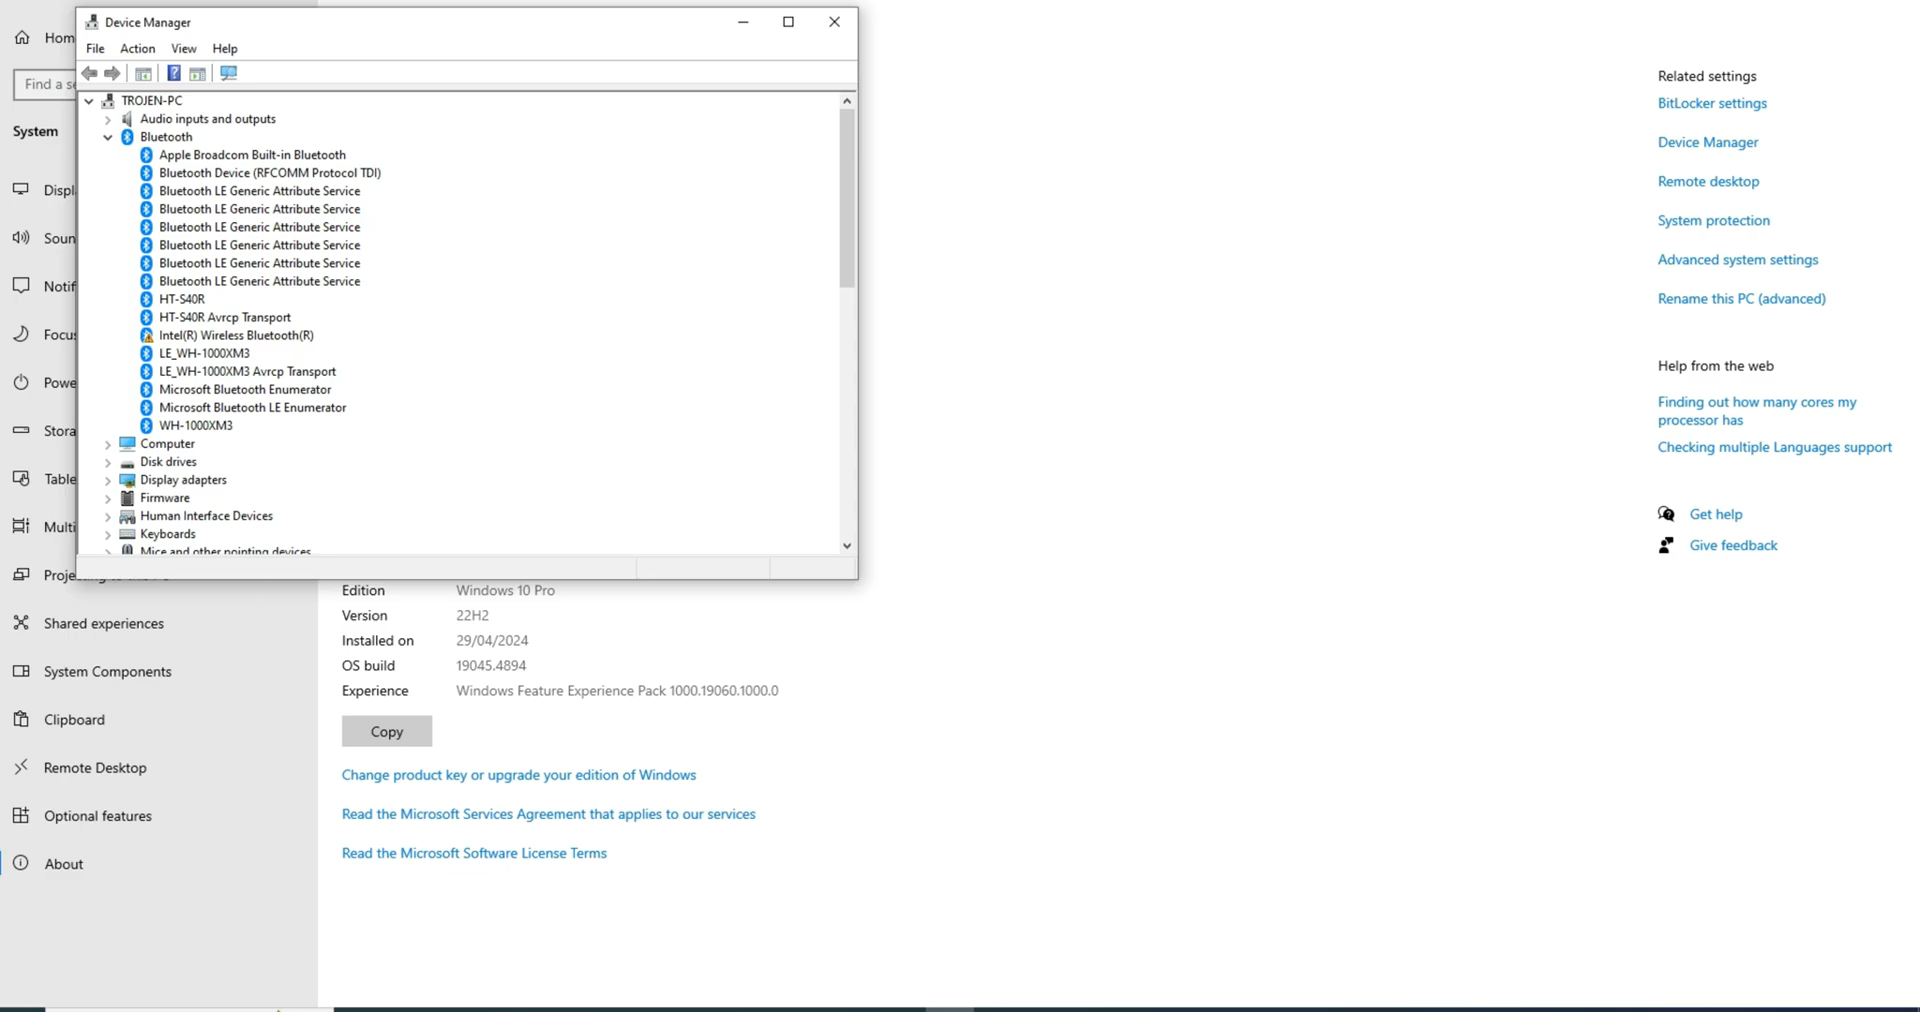 Device Manager
File Action View Help
TROJEN-PC
Audio inputs and outputs
Bluetooth
Apple Broadcom Built-in Bluetooth
Bluetooth Device (RFCOMM Protocol TDI)
Bluetooth LE Generic Attribute Service
Bluetooth LE Generic Attribute Service
Bluetooth LE Generic Attribute Service
Bluetooth LE Generic Attribute Service
Bluetooth LE Generic Attribute Service
Bluetooth LE Generic Attribute Service
HT-S40R
HT-S40R Avrcp Transport
Intel(R) Wireless Bluetooth(R)
LE_WH-1000XM3
LE_WH-1000XM3 Avrcp Transport
Microsoft Bluetooth Enumerator
Microsoft Bluetooth LE Enumerator
WH-1000XM3
Computer
Disk drives
Display adapters
Firmware
Human Interface Devices
Keyboards
Mice and other pointing devices
Hom
Find a se
System
Displ
Soun
Notif
Focus
Powe
Stora
Table
Multi
Shared experiences
System Components
Clipboard
Remote Desktop
Optional features
About
Edition Windows 10 Pro
Version 22H2
Installed on 29/04/2024
OS build 19045.4894
Experience Windows Feature Experience Pack 1000.19060.1000.0
Copy
Change product key or upgrade your edition of Windows
Read the Microsoft Services Agreement that applies to our services
Read the Microsoft Software License Terms
Related settings
BitLocker settings
Device Manager
Remote desktop
System protection
Advanced system settings
Rename this PC (advanced)
Help from the web
Finding out how many cores my
processor has
Checking multiple Languages support
Get help
Give feedback